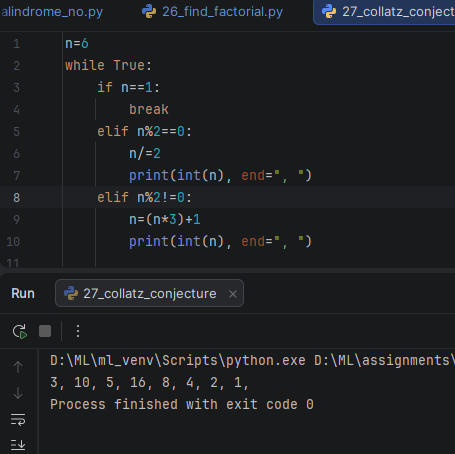 alindrome_no.py 26_find_factorial.py 27_collatz_conject
1 n=6
2 while True:
3 if n==1:
4 break
5 elif n%2==0:
6 n/=2
7 print(int(n), end=", ")
8 elif n%2!=0:
9 n=(n*3)+1
10 print(int(n), end=", ")
11
Run 27_collatz_conjecture
D:\ML\ml_venv\Scripts\python.exe D:\ML\assignments\
3, 10, 5, 16, 8, 4, 2, 1,
Process finished with exit code 0